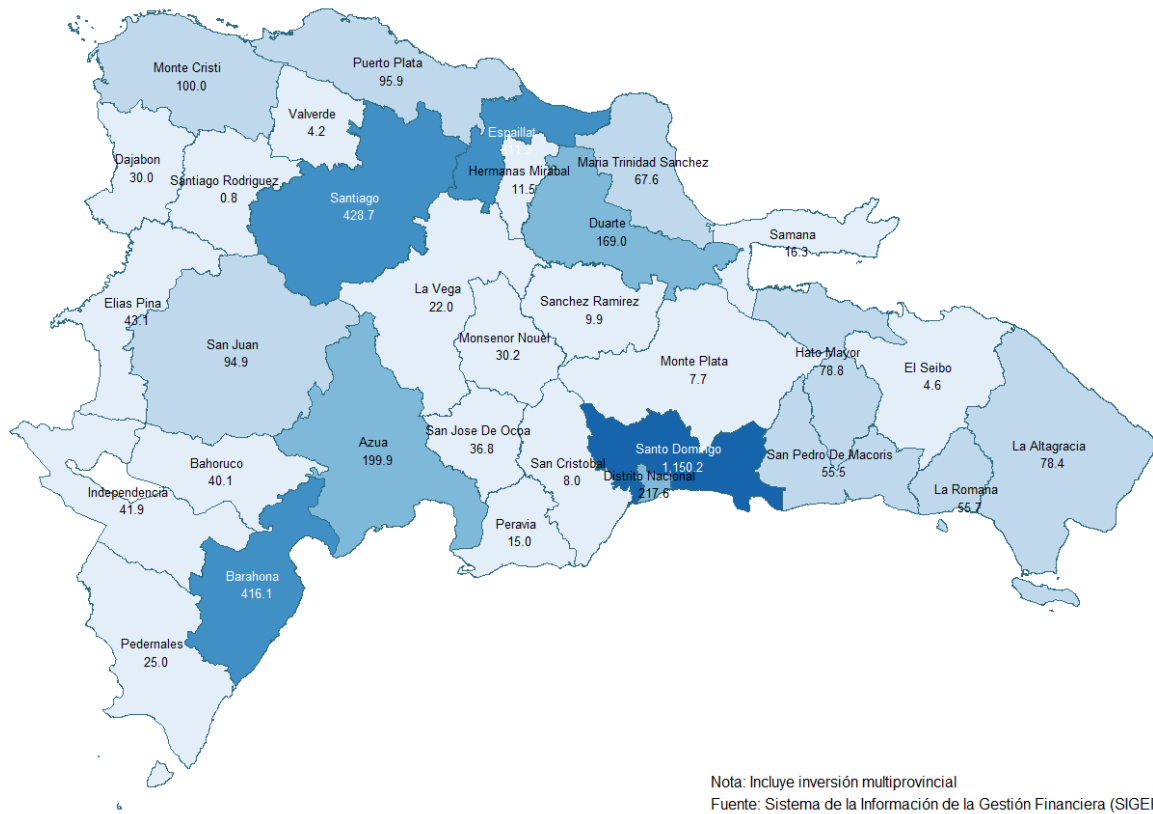 Monte Cristi
100.0
Puerto Plata
95.9
Valverde
4.2
Espaillat
Dajabon
30.0
Santiago Rodriguez
0.8
Santiago
428.7
Hermanas Mirabal
11.5
Maria Trinidad Sanchez
67.6
Duarte
169.0
Samana
16.3
Elias Pina
43.1
San Juan
94.9
La Vega
22.0
Monsenor Nouel
30.2
Sanchez Ramirez
9.9
Monte Plata
7.7
Hato Mayor
78.8
El Seibo
4.6
Azua
199.9
San Jose De Ocoa
36.8
San Cristobal
8.0
Santo Domingo
1,150.2
Distrito Nacional
217.6
San Pedro De Macoris
55.5
La Romana
55.7
La Altagracia
78.4
Bahoruco
40.1
Independencia
41.9
Peravia
15.0
Barahona
416.1
Pedernales
25.0
Nota: Incluye inversión multiprovincial
Fuente: Sistema de la Información de la Gestión Financiera (SIGEF